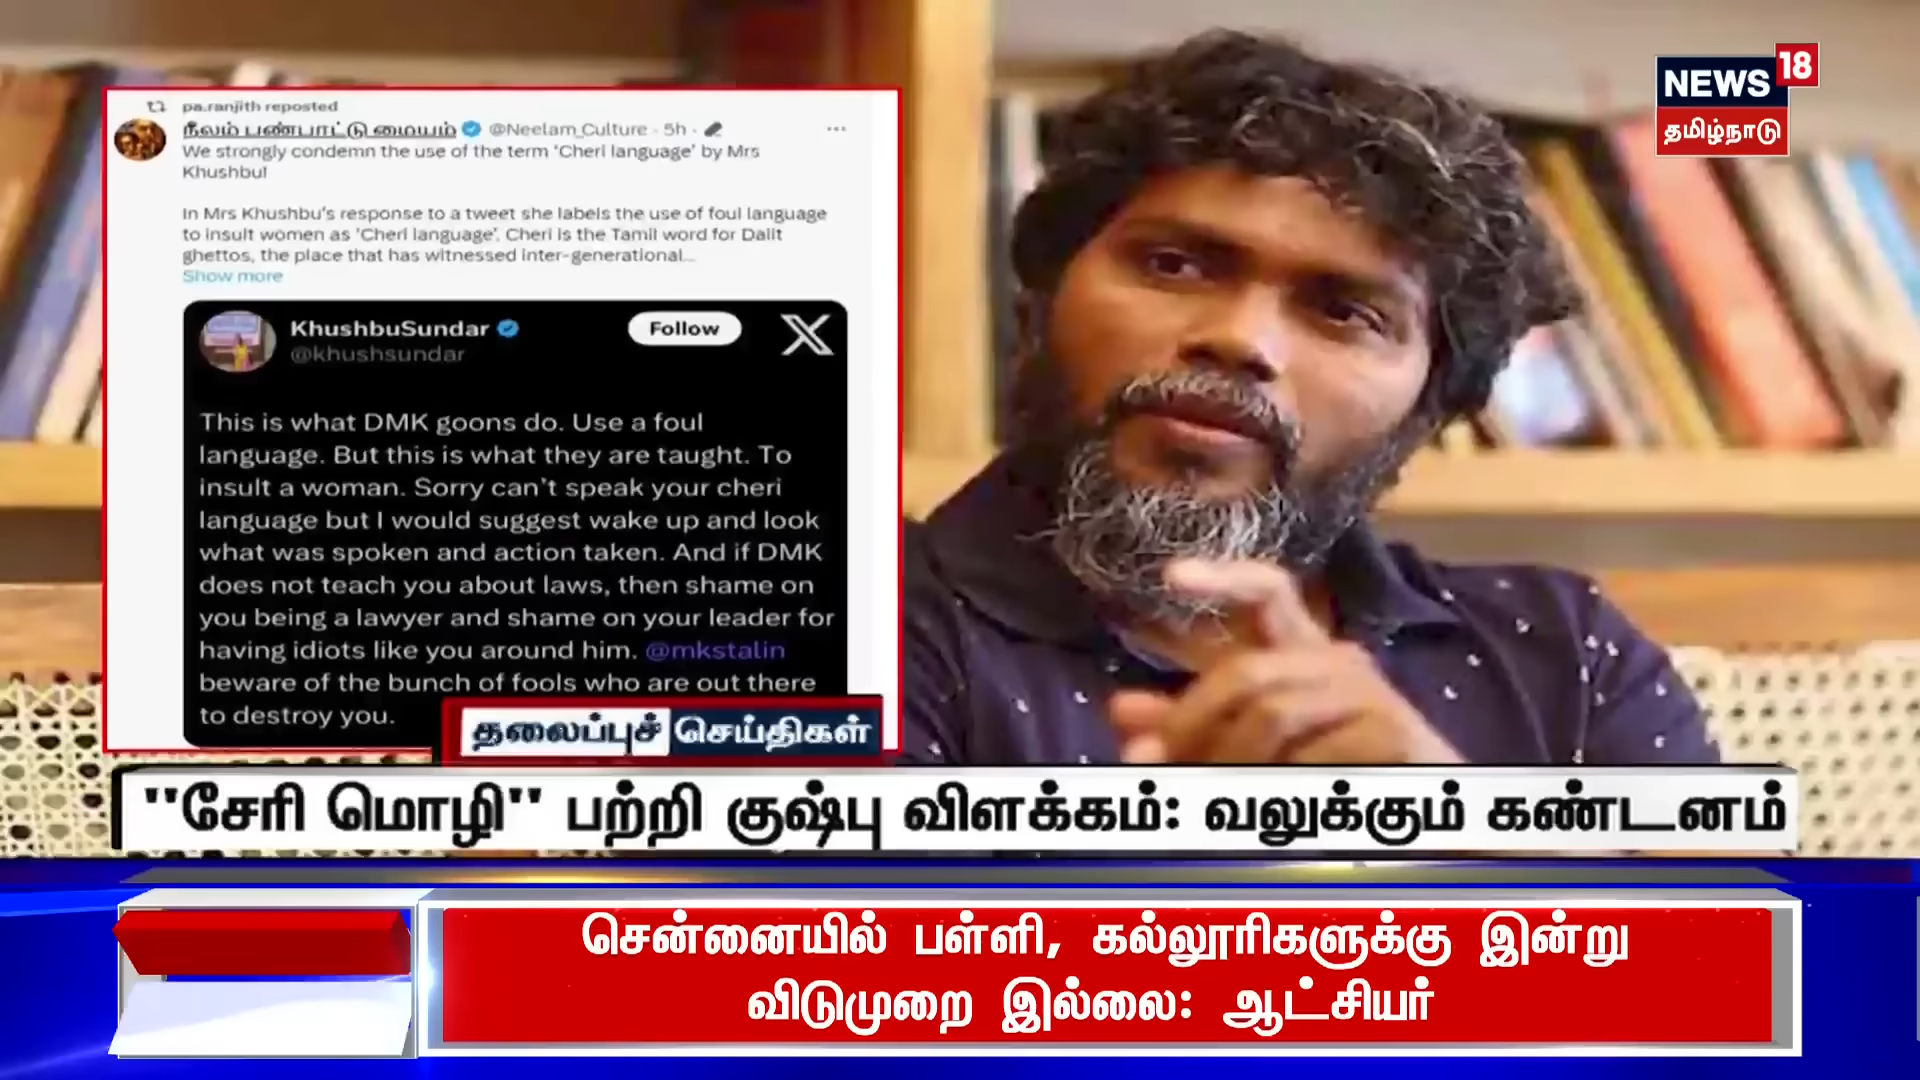 pa.ranjith reposted
நீலம் பண்பாட்டு மையம் @Neelam_Culture · 5h ·
We strongly condemn the use of the term 'Cheri language' by Mrs
Khushbu!
In Mrs Khushbu's response to a tweet she labels the use of foul language
to insult women as 'Cheri language'. Cheri is the Tamil word for Dalit
ghettos, the place that has witnessed inter-generational...
Show more
KhushbuSundar
@khushsundar
Follow
This is what DMK goons do. Use a foul
language. But this is what they are taught. To
insult a woman. Sorry can't speak your cheri
language but I would suggest wake up and look
what was spoken and action taken. And if DMK
does not teach you about laws, then shame on
you being a lawyer and shame on your leader for
having idiots like you around him. @mkstalin
beware of the bunch of fools who are out there
to destroy you.
NEWS 18
தமிழ்நாடு
தலைப்புச் செய்திகள்
"சேரி மொழி" பற்றி குஷ்பு விளக்கம்: வலுக்கும் கண்டனம்
சென்னையில் பள்ளி, கல்லூரிகளுக்கு இன்று
விடுமுறை இல்லை: ஆட்சியர்